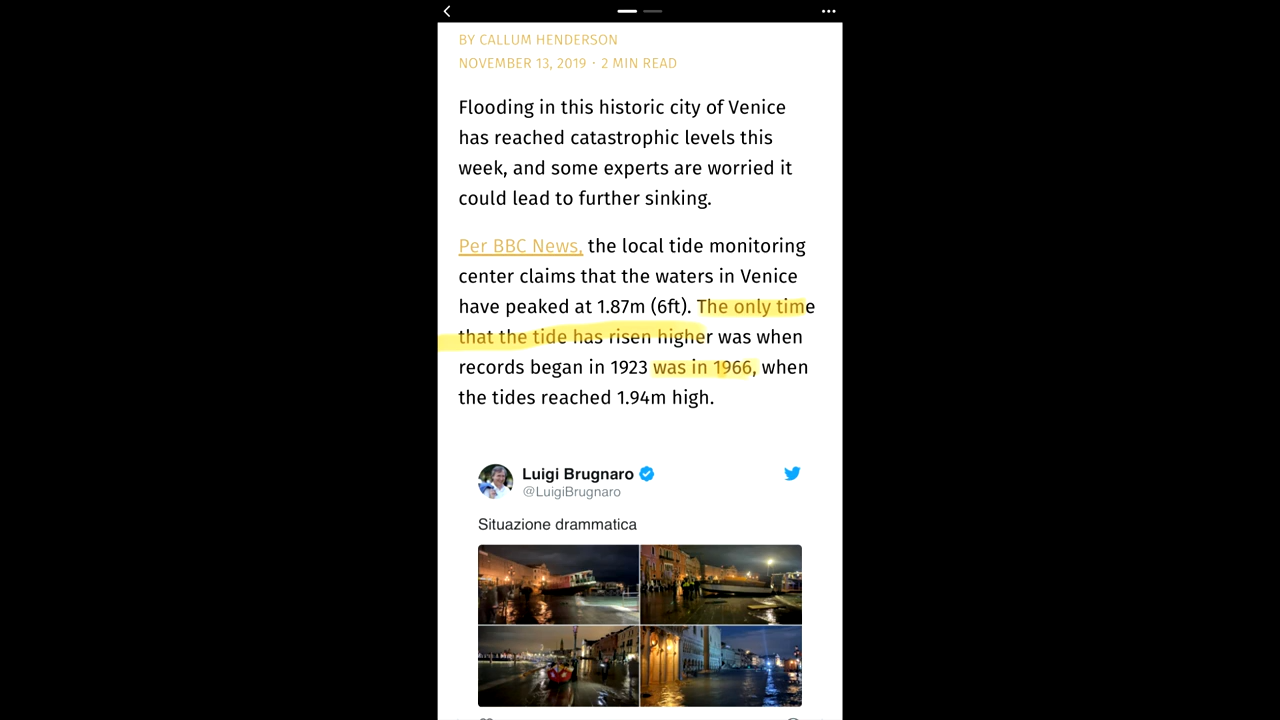 BY CALLUM HENDERSON
NOVEMBER 13, 2019 · 2 MIN READ
Flooding in this historic city of Venice
has reached catastrophic levels this
week, and some experts are worried it
could lead to further sinking.
Per BBC News, the local tide monitoring
center claims that the waters in Venice
have peaked at 1.87m (6ft). The only time
that the tide has risen higher was when
records began in 1923 was in 1966, when
the tides reached 1.94m high.
Luigi Brugnaro
@LuigiBrugnaro
Situazione drammatica